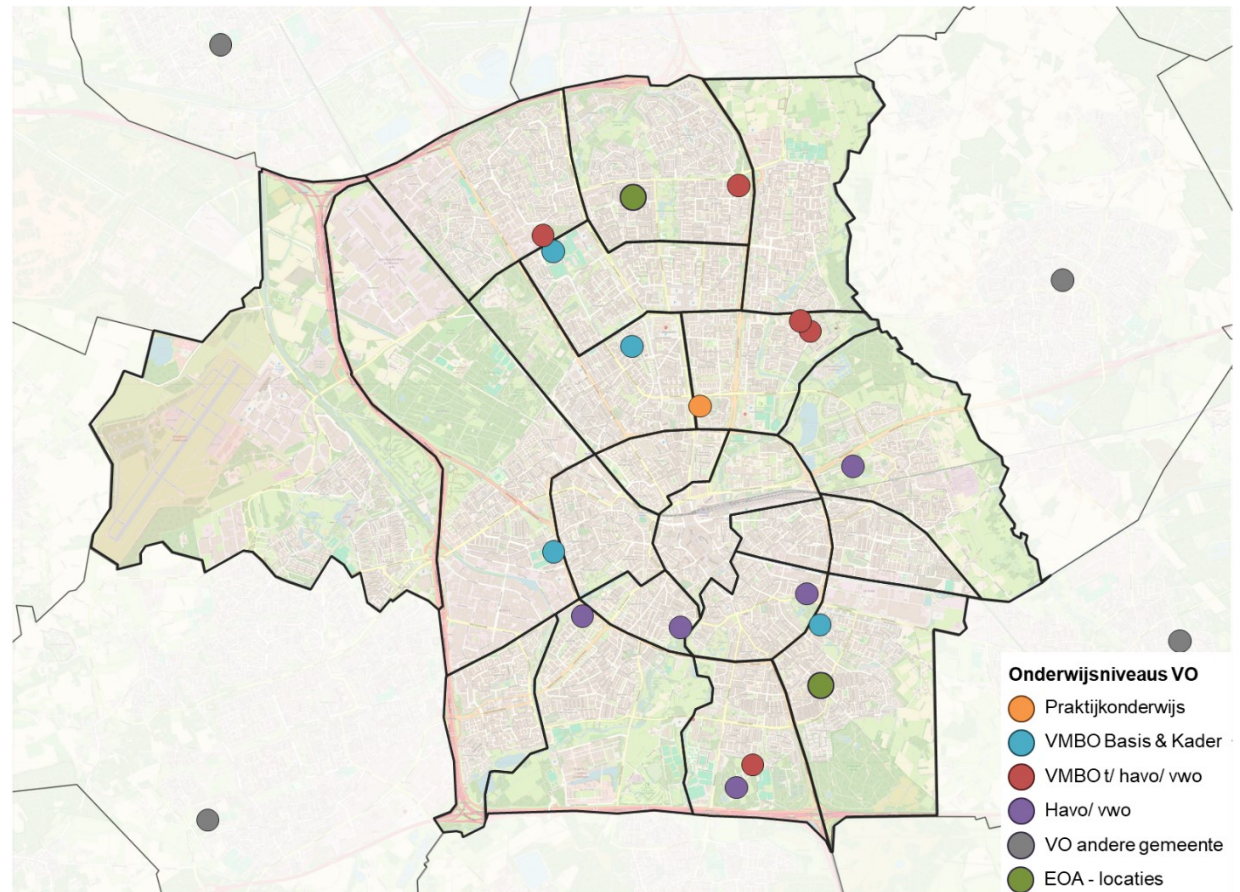 Onderwijsniveaus VO
Praktijkonderwijs
VMBO Basis & Kader
VMBO t/ havo/ vwo
Havo/ vwo
VO andere gemeente
EOA - locaties